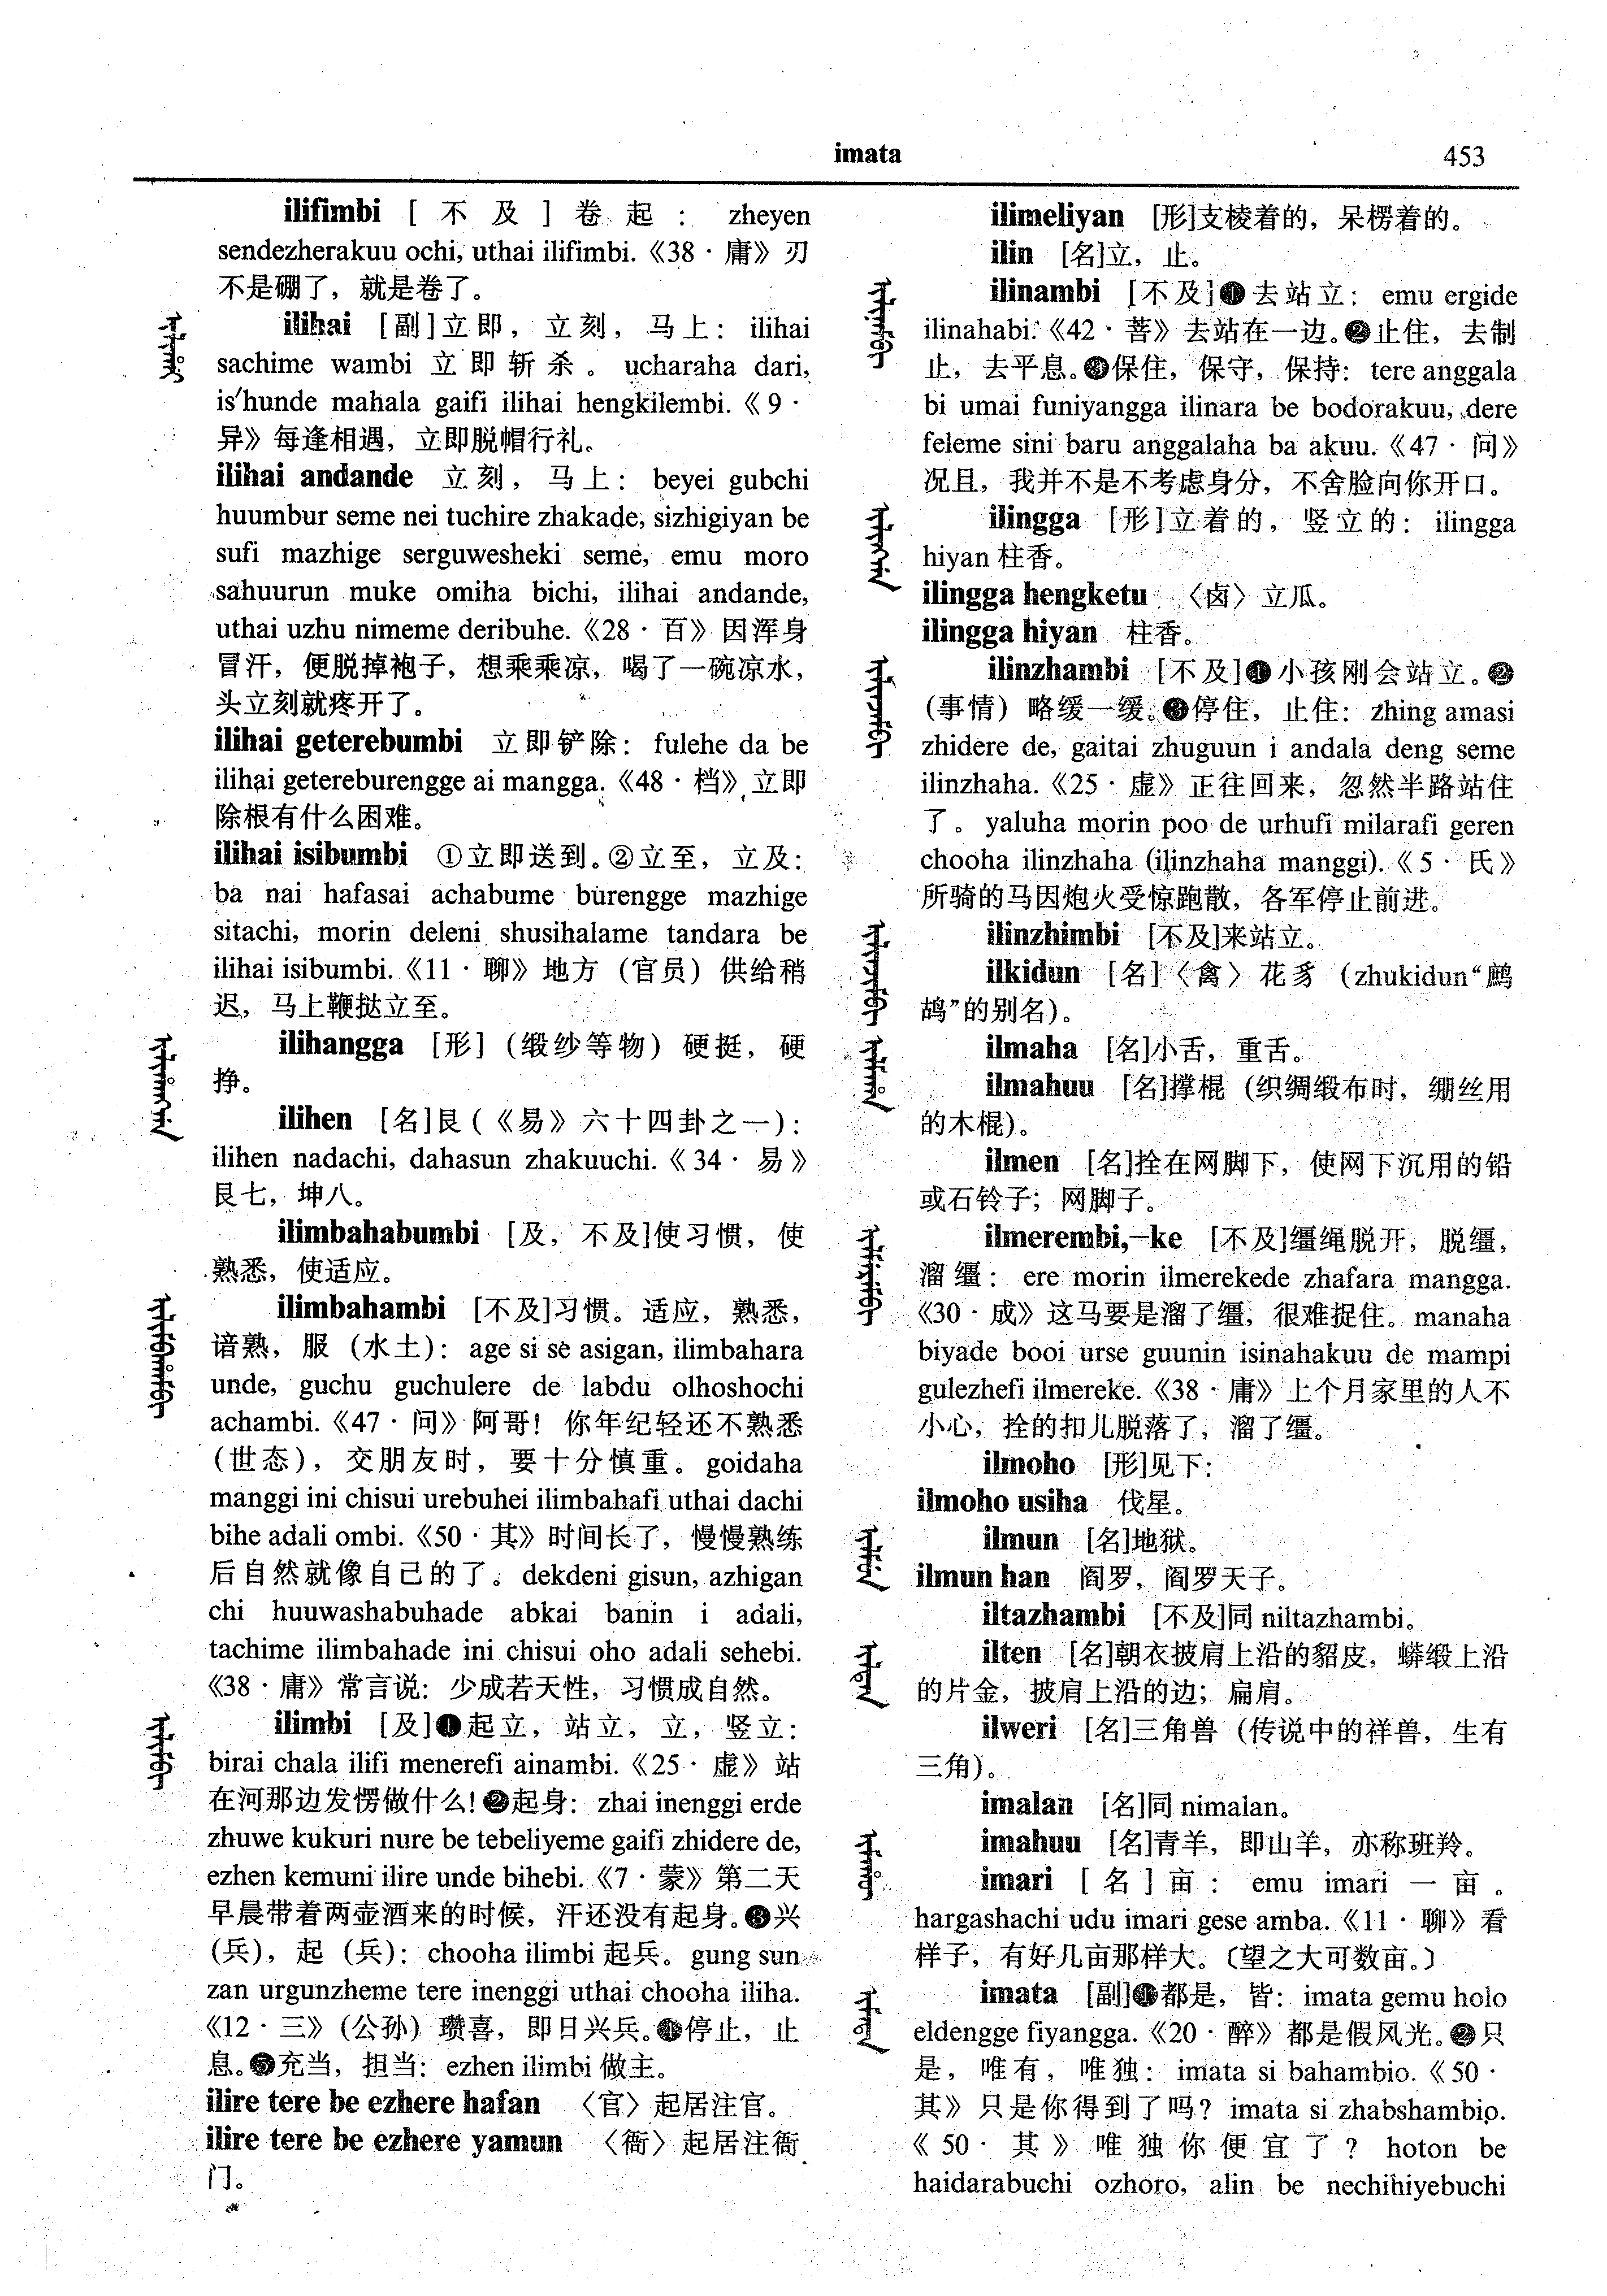 imata
453
ilifimbi [不及]卷起：zheyen
sendezherakuu ochi, uthai ilifimbi.《38·庸》刃
不是硼了，就是卷了。
ilihai [副]立即，立刻，马上：ilihai
sachime wambi 立即斩杀。ucharaha dari,
is'hunde mahala gaifi ilihai hengkilembi.《9·
异》每逢相遇，立即脱帽行礼。
ilihai andande 立刻，马上：beyei gubchi
huumbur seme nei tuchire zhakade, sizhigiyan be
sufi mazhige serguwesheki seme, emu moro
sahuurun muke omiha bichi, ilihai andande,
uthai uzhu nimeme deribuhe.《28·百》因浑身
冒汗，便脱掉袍子，想乘乘凉，喝了一碗凉水，
头立刻就疼开了。
ilihai geterebumbi 立即铲除：fulehe da be
ilihai getereburengge ai mangga.《48·档》立即
除根有什么困难。
ilihai isibumbi ①立即送到。②立至，立及：
ba nai hafasai achabume burengge mazhige
sitachi, morin deleni shusihalame tandara be
ilihai isibumbi.《11·聊》地方（官员）供给稍
迟，马上鞭挞立至。
ilihangga [形]（缎纱等物）硬挺，硬
挣。
ilihen [名]艮（《易》六十四卦之一）：
ilihen nadachi, dahasun zhakuuchi.《34·易》
艮七，坤八。
ilimbahabumbi [及，不及]使习惯，使
熟悉，使适应。
ilimbahambi [不及]习惯。适应，熟悉，
谙熟，服（水土）：age si se asigan, ilimbahara
unde, guchu guchulere de labdu olhoshochi
achambi.《47·问》阿哥！你年纪轻还不熟悉
（世态），交朋友时，要十分慎重。goidaha
manggi ini chisui urebuhei ilimbahafi uthai dachi
bihe adali ombi.《50·其》时间长了，慢慢熟练
后自然就像自己的了。dekdeni gisun, azhigan
chi huuwashabuhade abkai banin i adali,
tachime ilimbahade ini chisui oho adali sehebi.
《38·庸》常言说：少成若天性，习惯成自然。
ilimbi [及]❶起立，站立，立，竖立：
birai chala ilifi menerefi ainambi.《25·虚》站
在河那边发愣做什么！❷起身：zhai inenggi erde
zhuwe kukuri nure be tebeliyeme gaifi zhidere de,
ezhen kemuni ilire unde bihebi.《7·蒙》第二天
早晨带着两壶酒来的时候，汗还没有起身。❸兴
（兵），起（兵）：chooha ilimbi 起兵。gung sun
zan urgunzheme tere inenggi uthai chooha iliha.
《12·三》（公孙）瓒喜，即日兴兵。❹停止，止
息。❺充当，担当：ezhen ilimbi 做主。
ilire tere be ezhere hafan 〈官〉起居注官。
ilire tere be ezhere yamun 〈衙〉起居注衙
门。
ilimeliyan [形]支棱着的，呆楞着的。
ilin [名]立，止。
ilinambi [不及]❶去站立：emu ergide
ilinahabi.《42·菩》去站在一边。❷止住，去制
止，去平息。❸保住，保守，保持：tere anggala
bi umai funiyangga ilinara be bodorakuu, dere
feleme sini baru anggalaha ba akuu.《47·问》
况且，我并不是不考虑身分，不舍脸向你开口。
ilingga [形]立着的，竖立的：ilingga
hiyan 柱香。
ilingga hengketu 〈卤〉立瓜。
ilingga hiyan 柱香。
ilinzhambi [不及]❶小孩刚会站立。❷
（事情）略缓一缓。❸停住，止住：zhing amasi
zhidere de, gaitai zhuguun i andala deng seme
ilinzhaha.《25·虚》正往回来，忽然半路站住
了。yaluha morin poo de urhufi milarafi geren
chooha ilinzhaha (ilinzhaha manggi).《5·氏》
所骑的马因炮火受惊跑散，各军停止前进。
ilinzhimbi [不及]来站立。
ilkidun [名]〈禽〉花豸（zhukidun“鹧
鸪”的别名）。
ilmaha [名]小舌，重舌。
ilmahuu [名]撑棍（织绸缎布时，绷丝用
的木棍）。
ilmen [名]拴在网脚下，使网下沉用的铅
或石铃子；网脚子。
ilmerembi,-ke [不及]缰绳脱开，脱缰，
溜缰：ere morin ilmerekede zhafara mangga.
《30·成》这马要是溜了缰，很难捉住。manaha
biyade booi urse guunin isinahakuu de mampi
gulezhefi ilmereke.《38·庸》上个月家里的人不
小心，拴的扣儿脱落了，溜了缰。
ilmoho [形]见下：
ilmoho usiha 伐星。
ilmun [名]地狱。
ilmun han 阎罗，阎罗天子。
iltazhambi [不及]同 niltazhambi。
ilten [名]朝衣披肩上沿的貂皮，蟒缎上沿
的片金，披肩上沿的边；扁肩。
ilweri [名]三角兽（传说中的祥兽，生有
三角）。
imalan [名]同 nimalan。
imahuu [名]青羊，即山羊，亦称班羚。
imari [名]亩：emu imari 一亩。
hargashachi udu imari gese amba.《11·聊》看
样子，有好几亩那样大。〔望之大可数亩。〕
imata [副]❶都是，皆：imata gemu holo
eldengge fiyangga.《20·醉》都是假风光。❷只
是，唯有，唯独：imata si bahambio.《50·
其》只是你得到了吗？imata si zhabshambio.
《50·其》唯独你便宜了？hoton be
haidarabuchi ozhoro, alin be nechihiyebuchi